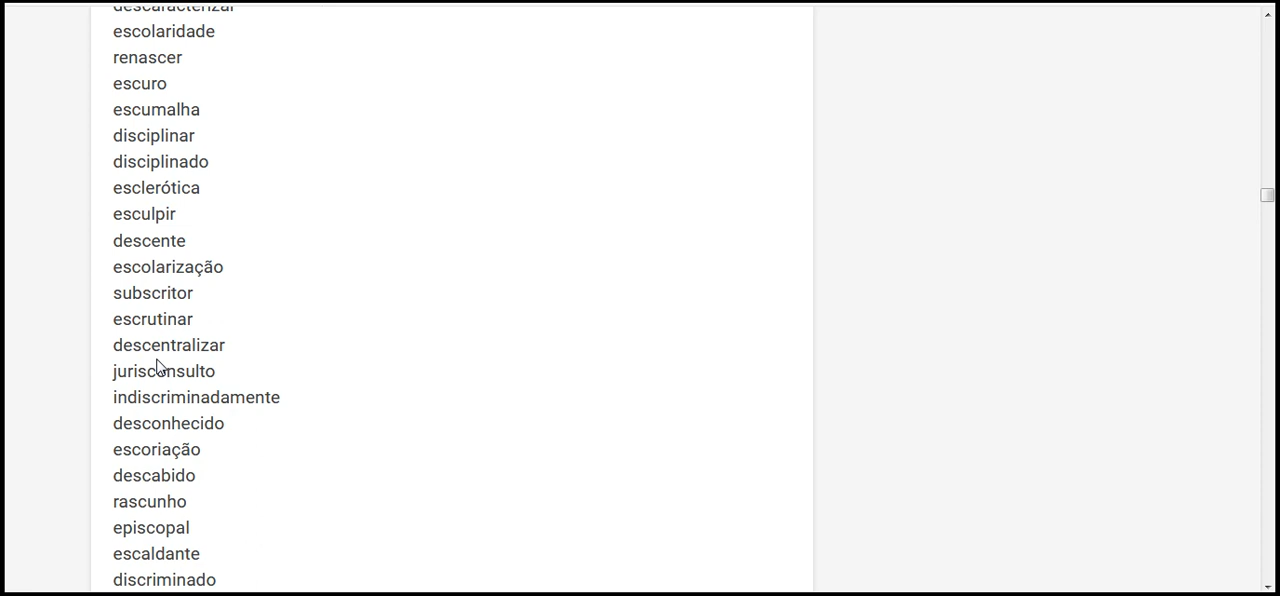 descaracterizar
escolaridade
renascer
escuro
escumalha
disciplinar
disciplinado
esclerótica
esculpir
descente
escolarização
subscritor
escrutinar
descentralizar
jurisconsulto
indiscriminadamente
desconhecido
escoriação
descabido
rascunho
episcopal
escaldante
discriminado